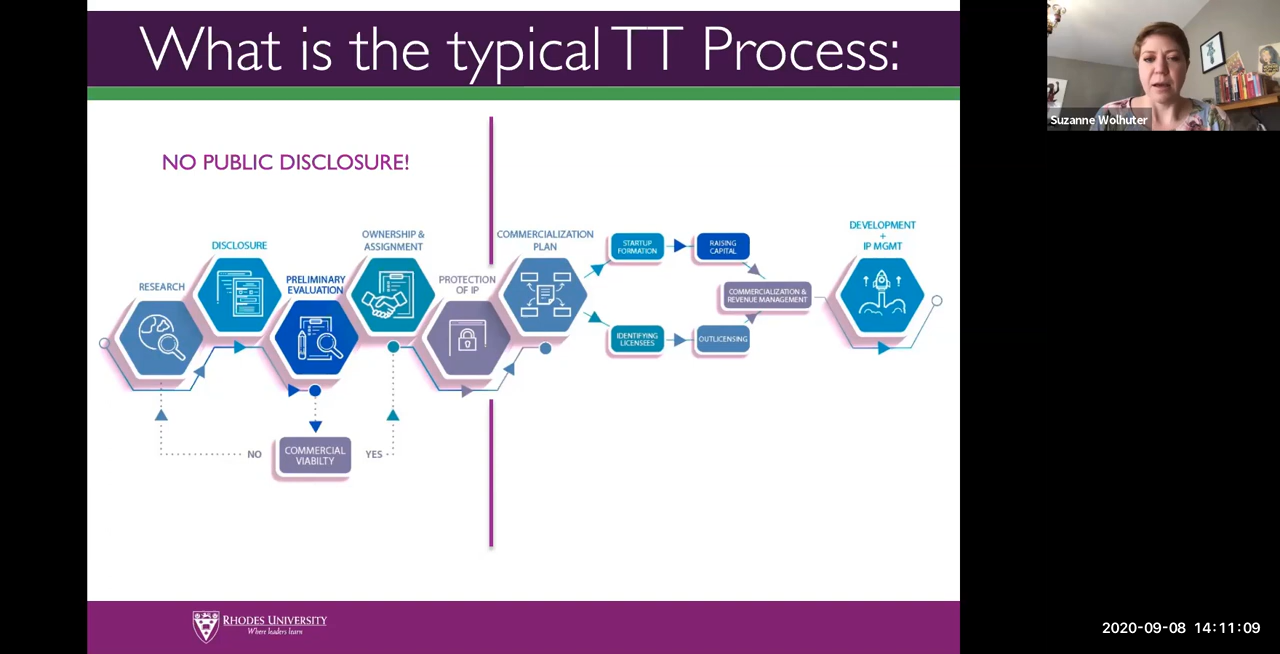 What is the typical TT Process:
Suzanne Wolhuter
NO PUBLIC DISCLOSURE!
RESEARCH
DISCLOSURE
PRELIMINARY
EVALUATION
OWNERSHIP &
ASSIGNMENT
PROTECTION
OF IP
COMMERCIALIZATION
PLAN
STARTUP
FORMATION
RAISING
CAPITAL
IDENTIFYING
LICENSEES
OUTLICENSING
COMMERCIALIZATION &
REVENUE MANAGEMENT
DEVELOPMENT
+
IP MGMT
NO
COMMERCIAL
VIABILTY
YES
RHODES UNIVERSITY
Where leaders learn
2020-09-08 14:11:09